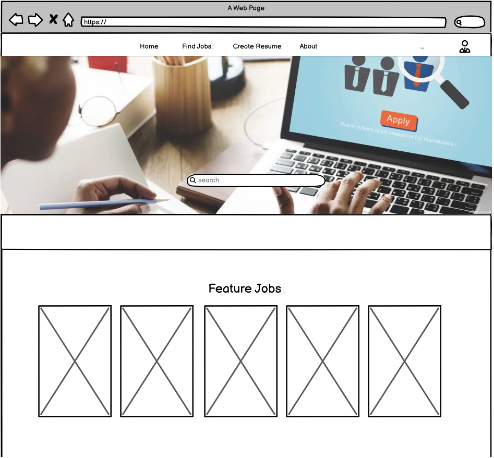 A Web Page
https://
Home Find Jobs Create Resume About
Apply
search
Feature Jobs